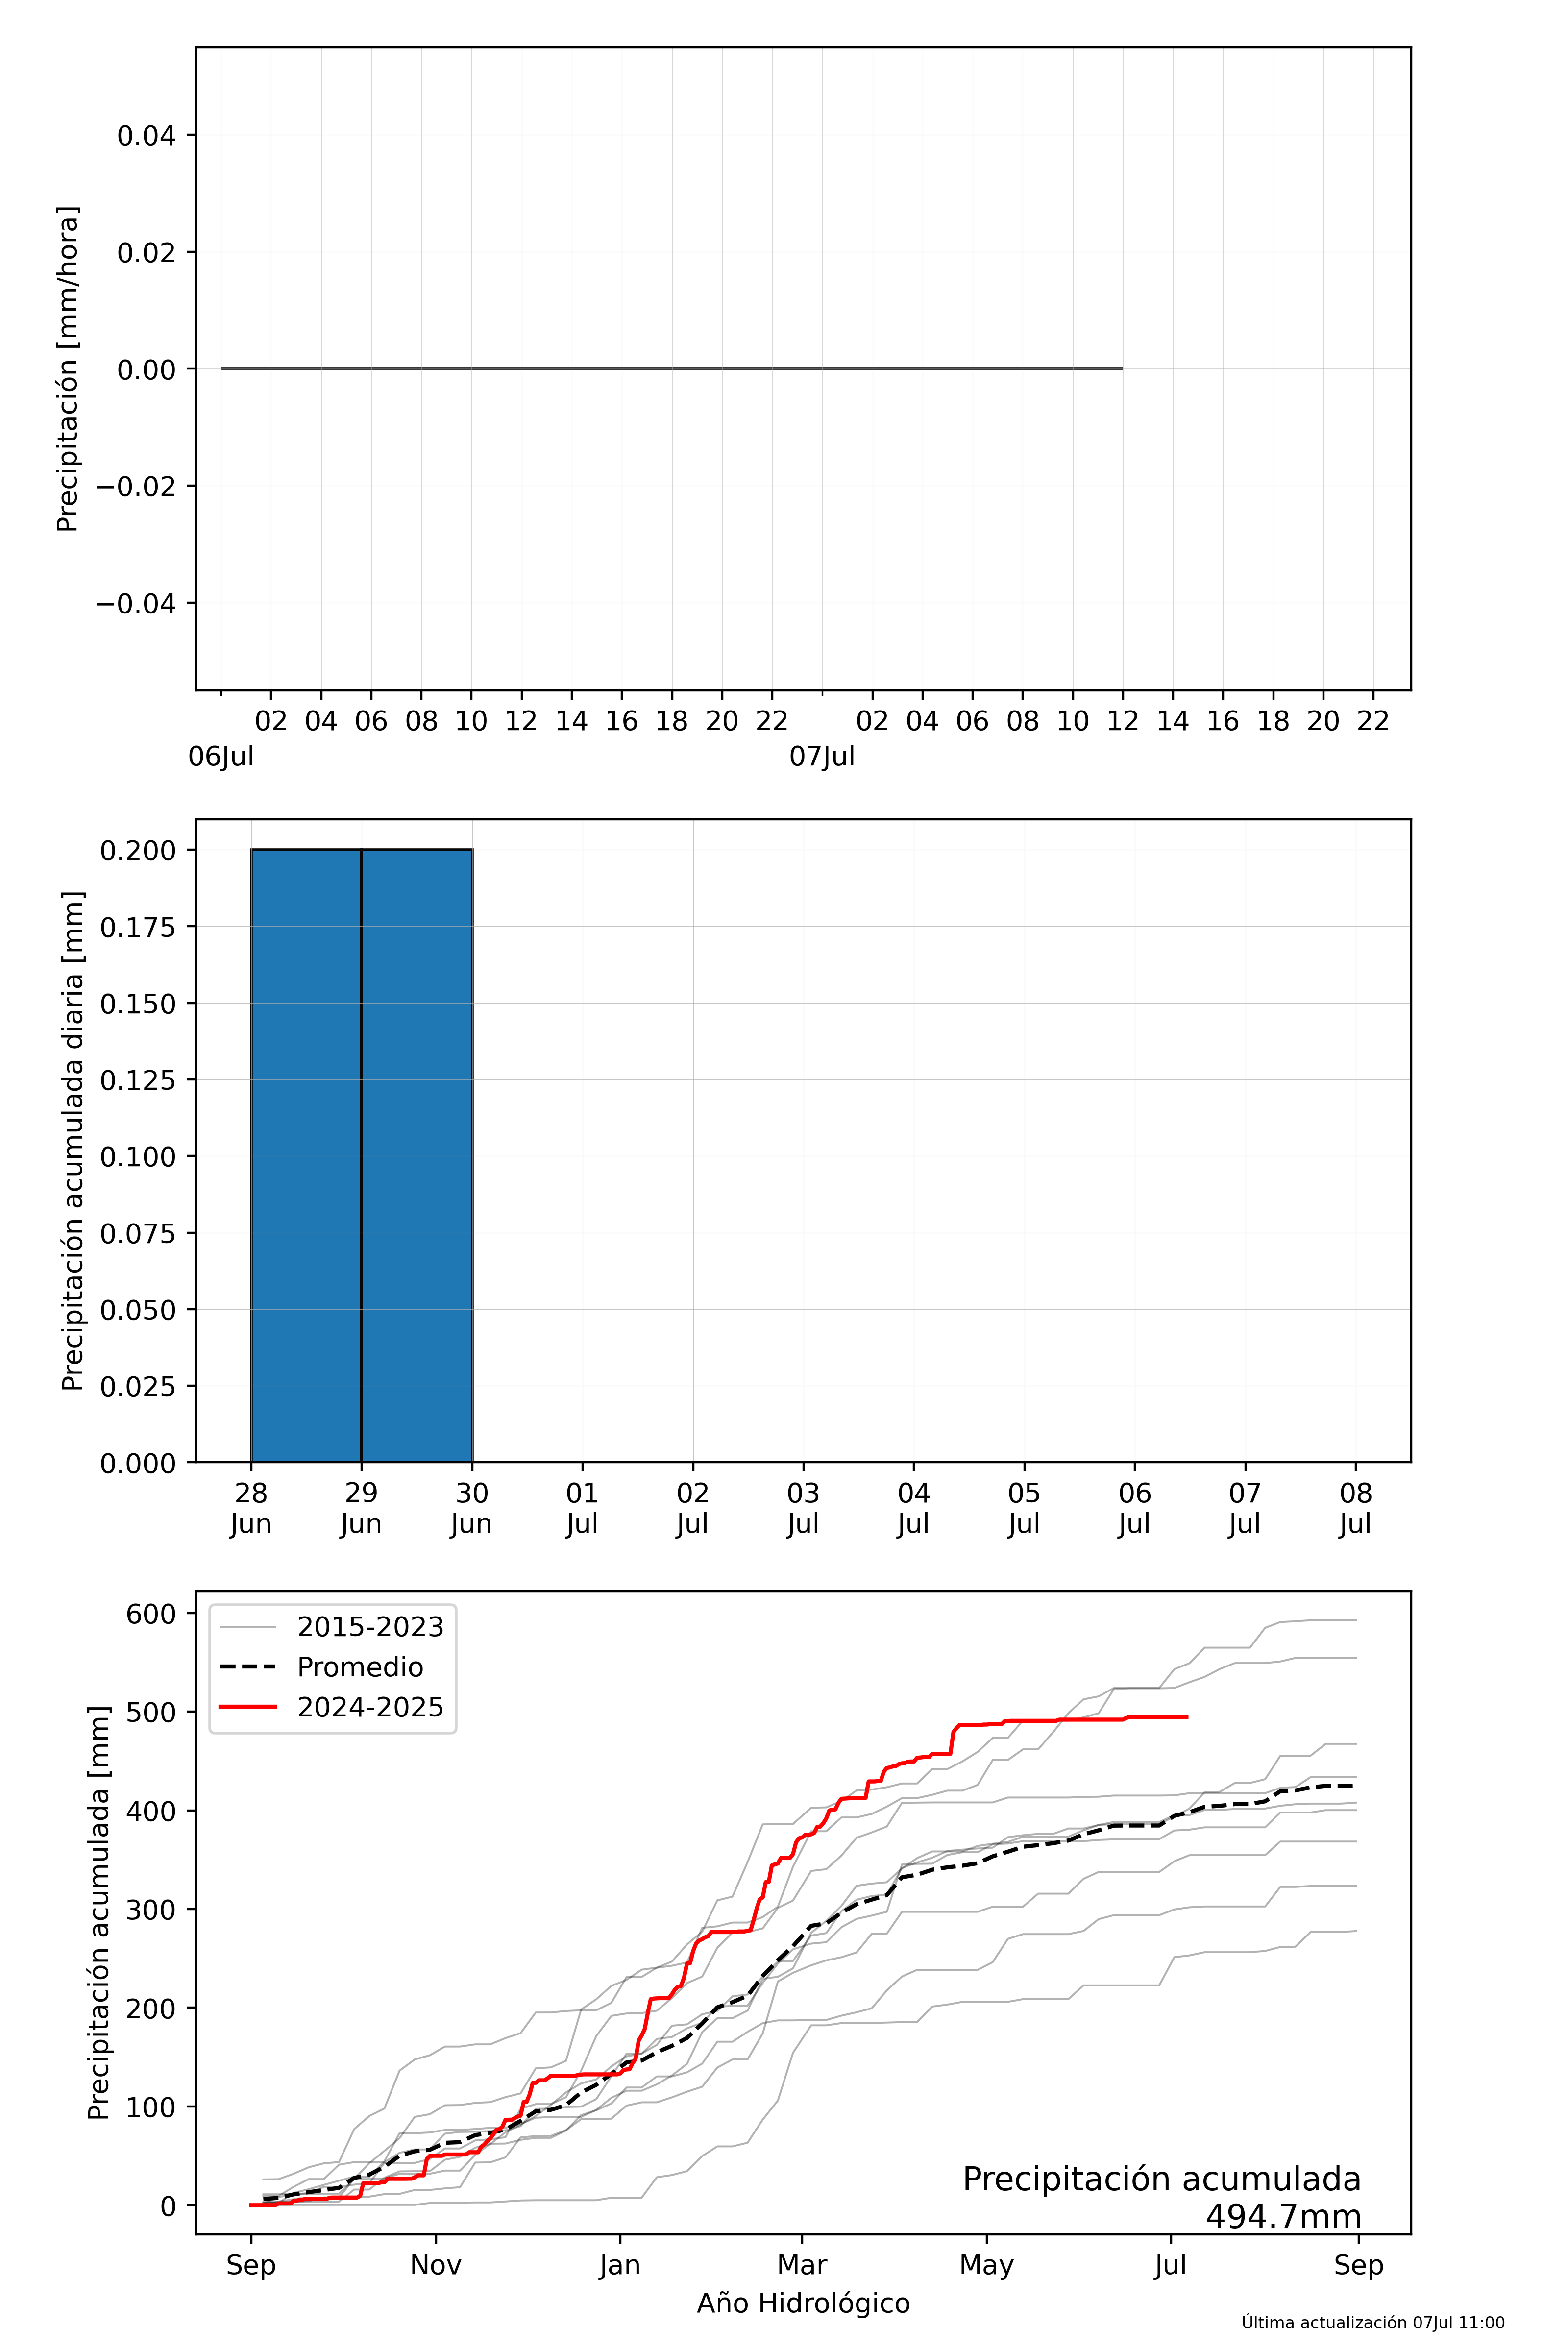 Precipitación [mm/hora]
0.04
0.02
0.00
−0.02
−0.04
02 04 06 08 10 12 14 16 18 20 22 02 04 06 08 10 12 14 16 18 20 22
06Jul 07Jul
Precipitación acumulada diaria [mm]
0.200
0.175
0.150
0.125
0.100
0.075
0.050
0.025
0.000
28 29 30 01 02 03 04 05 06 07 08
Jun Jun Jun Jul Jul Jul Jul Jul Jul Jul Jul
Precipitación acumulada [mm]
600
500
400
300
200
100
0
2015-2023
Promedio
2024-2025
Precipitación acumulada
494.7mm
Sep Nov Jan Mar May Jul Sep
Año Hidrológico
Última actualización 07Jul 11:00